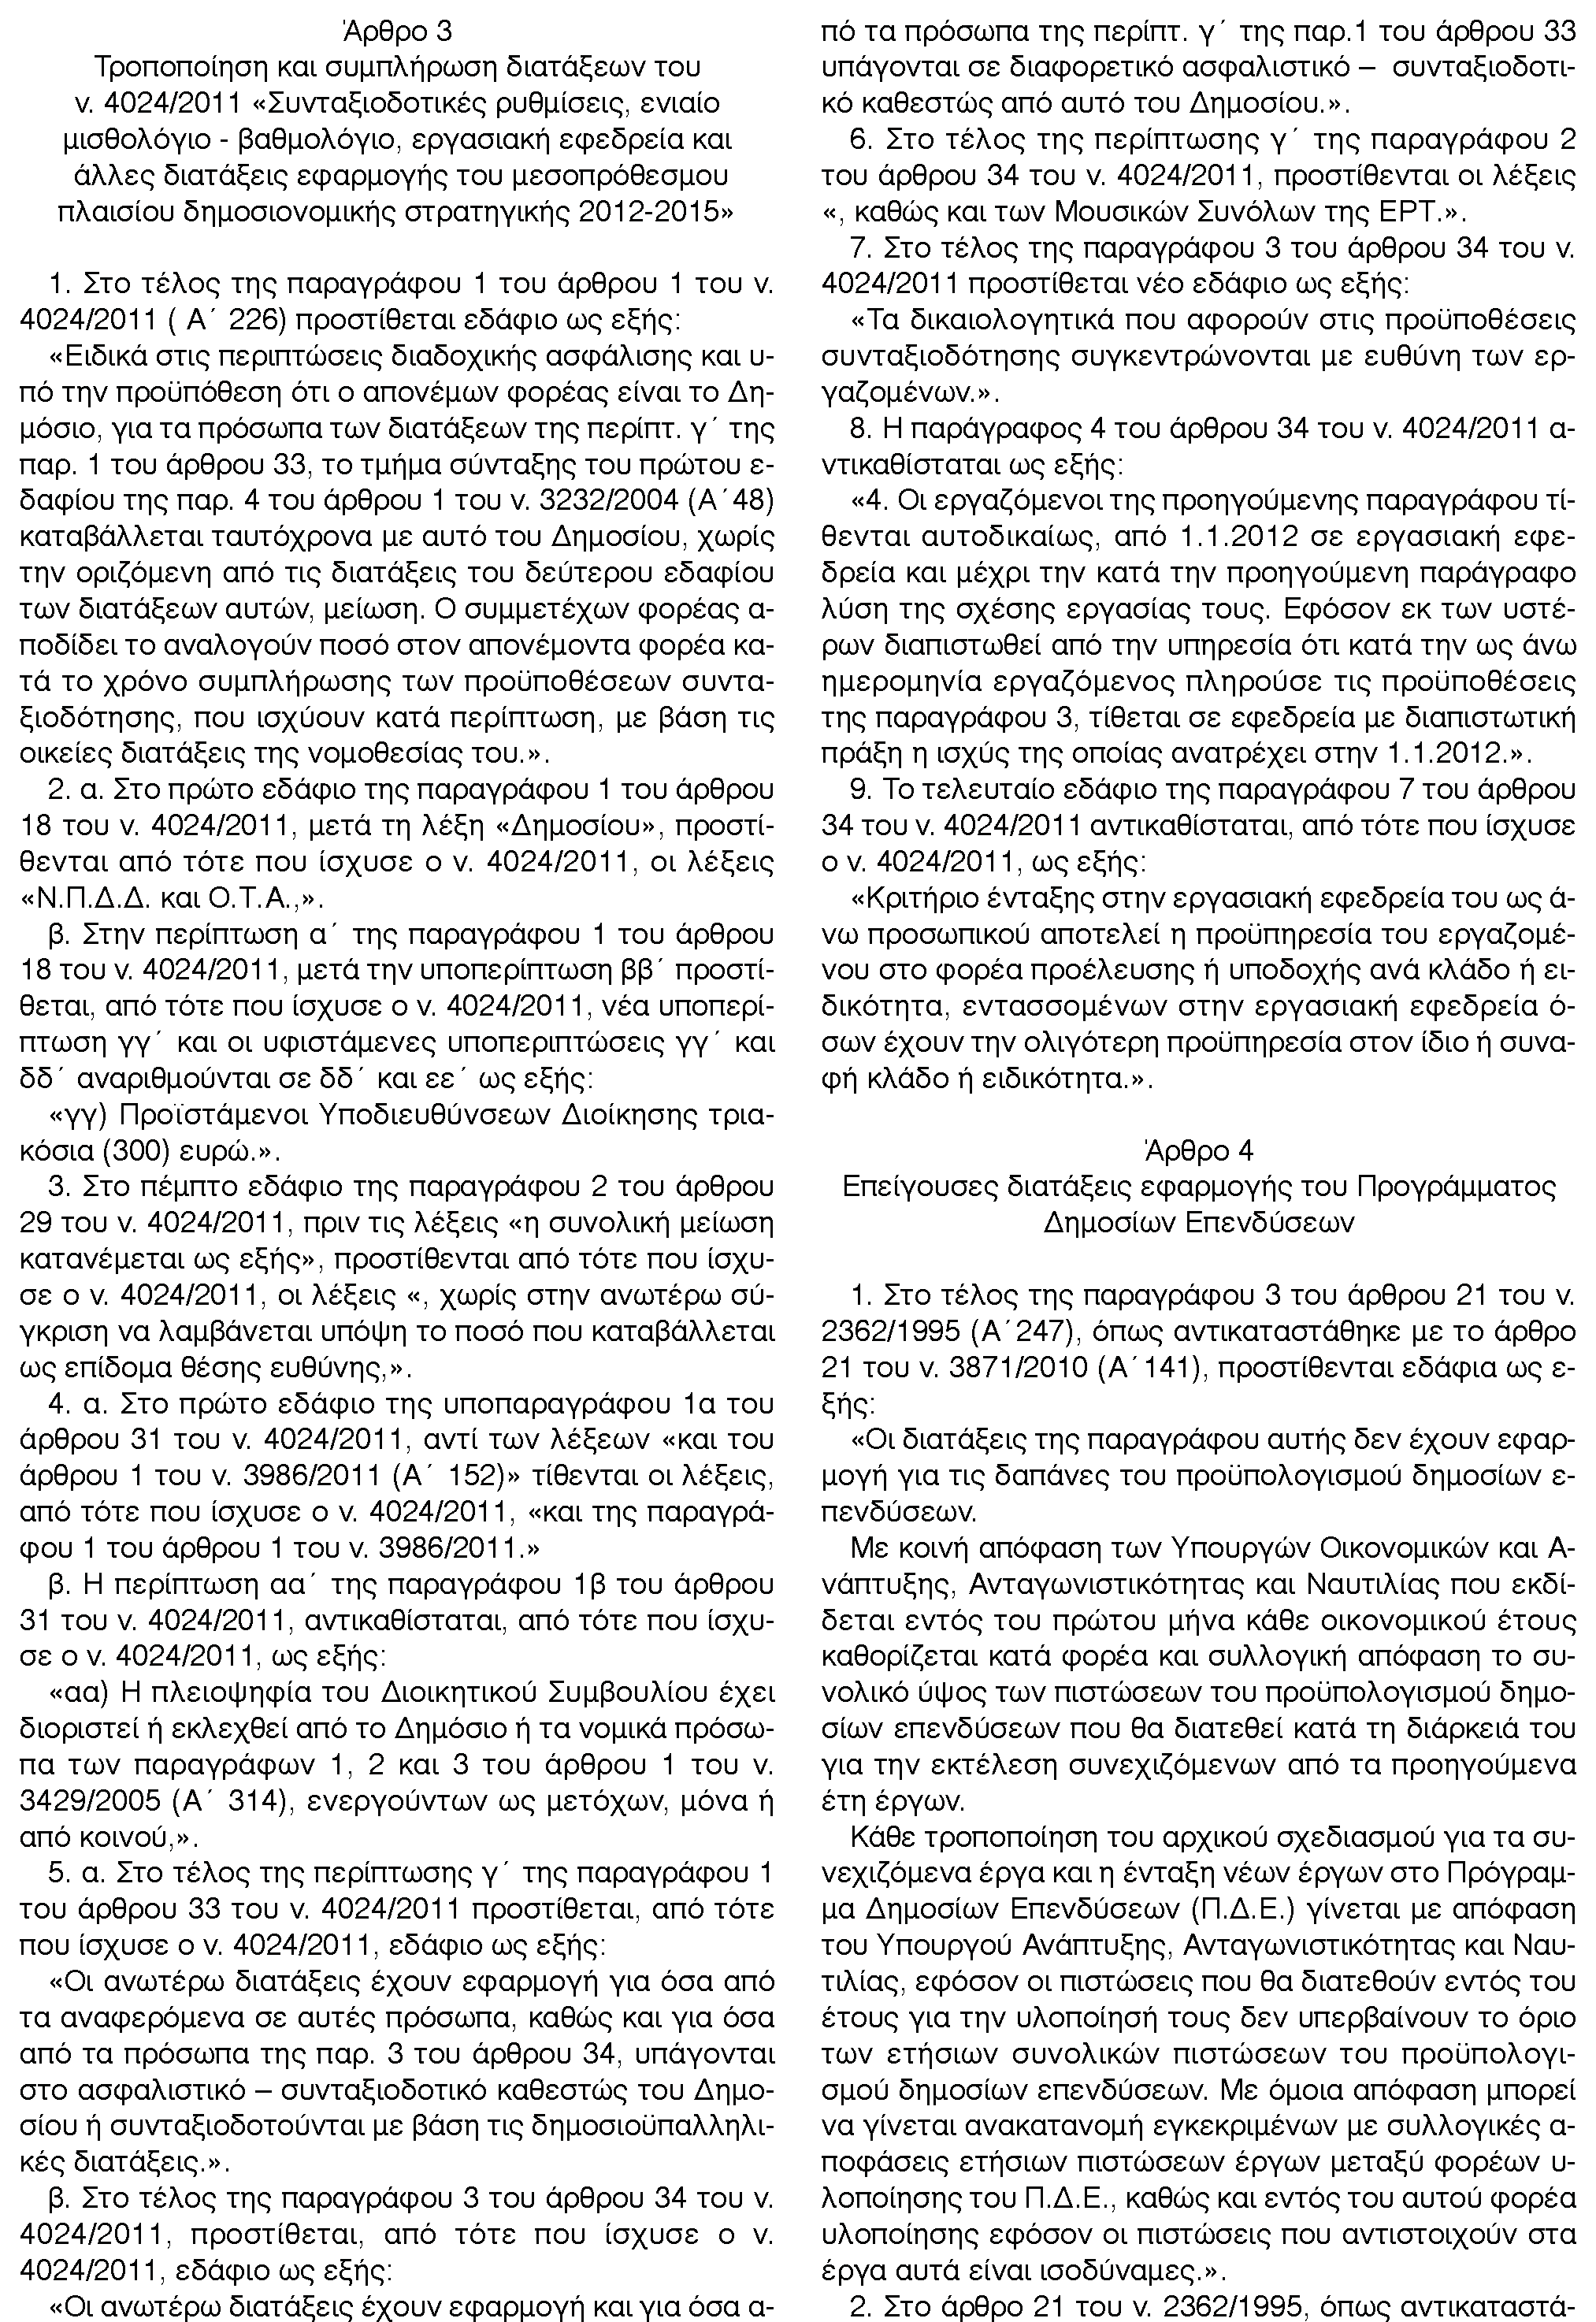 Άρθρο 3
Τροποποίηση και συμπλήρωση διατάξεων του
ν. 4024/2011 «Συνταξιοδοτικές ρυθμίσεις, ενιαίο
μισθολόγιο - βαθμολόγιο, εργασιακή εφεδρεία και
άλλες διατάξεις εφαρμογής του μεσοπρόθεσμου
πλαισίου δημοσιονομικής στρατηγικής 2012-2015»
1. Στο τέλος της παραγράφου 1 του άρθρου 1 του ν.
4024/2011 ( Α΄ 226) προστίθεται εδάφιο ως εξής:
«Ειδικά στις περιπτώσεις διαδοχικής ασφάλισης και υ-
πό την προϋπόθεση ότι ο απονέμων φορέας είναι το Δη-
μόσιο, για τα πρόσωπα των διατάξεων της περίπτ. γ΄ της
παρ. 1 του άρθρου 33, το τμήμα σύνταξης του πρώτου ε-
δαφίου της παρ. 4 του άρθρου 1 του ν. 3232/2004 (Α΄48)
καταβάλλεται ταυτόχρονα με αυτό του Δημοσίου, χωρίς
την οριζόμενη από τις διατάξεις του δεύτερου εδαφίου
των διατάξεων αυτών, μείωση. Ο συμμετέχων φορέας α-
ποδίδει το αναλογούν ποσό στον απονέμοντα φορέα κα-
τά το χρόνο συμπλήρωσης των προϋποθέσεων συντα-
ξιοδότησης, που ισχύουν κατά περίπτωση, με βάση τις
οικείες διατάξεις της νομοθεσίας του.».
2. α. Στο πρώτο εδάφιο της παραγράφου 1 του άρθρου
18 του ν. 4024/2011, μετά τη λέξη «Δημοσίου», προστί-
θενται από τότε που ίσχυσε ο ν. 4024/2011, οι λέξεις
«Ν.Π.Δ.Δ. και Ο.Τ.Α.,».
β. Στην περίπτωση α΄ της παραγράφου 1 του άρθρου
18 του ν. 4024/2011, μετά την υποπερίπτωση ββ΄ προστί-
θεται, από τότε που ίσχυσε ο ν. 4024/2011, νέα υποπερί-
πτωση γγ΄ και οι υφιστάμενες υποπεριπτώσεις γγ΄ και
δδ΄ αναριθμούνται σε δδ΄ και εε΄ ως εξής:
«γγ) Προϊστάμενοι Υποδιευθύνσεων Διοίκησης τρια-
κόσια (300) ευρώ.».
3. Στο πέμπτο εδάφιο της παραγράφου 2 του άρθρου
29 του ν. 4024/2011, πριν τις λέξεις «η συνολική μείωση
κατανέμεται ως εξής», προστίθενται από τότε που ίσχυ-
σε ο ν. 4024/2011, οι λέξεις «, χωρίς στην ανωτέρω σύ-
γκριση να λαμβάνεται υπόψη το ποσό που καταβάλλεται
ως επίδομα θέσης ευθύνης,».
4. α. Στο πρώτο εδάφιο της υποπαραγράφου 1α του
άρθρου 31 του ν. 4024/2011, αντί των λέξεων «και του
άρθρου 1 του ν. 3986/2011 (Α΄ 152)» τίθενται οι λέξεις,
από τότε που ίσχυσε ο ν. 4024/2011, «και της παραγρά-
φου 1 του άρθρου 1 του ν. 3986/2011.»
β. Η περίπτωση αα΄ της παραγράφου 1β του άρθρου
31 του ν. 4024/2011, αντικαθίσταται, από τότε που ίσχυ-
σε ο ν. 4024/2011, ως εξής:
«αα) Η πλειοψηφία του Διοικητικού Συμβουλίου έχει
διοριστεί ή εκλεχθεί από το Δημόσιο ή τα νομικά πρόσω-
πα των παραγράφων 1, 2 και 3 του άρθρου 1 του ν.
3429/2005 (Α΄ 314), ενεργούντων ως μετόχων, μόνα ή
από κοινού,».
5. α. Στο τέλος της περίπτωσης γ΄ της παραγράφου 1
του άρθρου 33 του ν. 4024/2011 προστίθεται, από τότε
που ίσχυσε ο ν. 4024/2011, εδάφιο ως εξής:
«Οι ανωτέρω διατάξεις έχουν εφαρμογή για όσα από
τα αναφερόμενα σε αυτές πρόσωπα, καθώς και για όσα
από τα πρόσωπα της παρ. 3 του άρθρου 34, υπάγονται
στο ασφαλιστικό – συνταξιοδοτικό καθεστώς του Δημο-
σίου ή συνταξιοδοτούνται με βάση τις δημοσιοϋπαλληλι-
κές διατάξεις.».
β. Στο τέλος της παραγράφου 3 του άρθρου 34 του ν.
4024/2011, προστίθεται, από τότε που ίσχυσε ο ν.
4024/2011, εδάφιο ως εξής:
«Οι ανωτέρω διατάξεις έχουν εφαρμογή και για όσα α-
πό τα πρόσωπα της περίπτ. γ΄ της παρ.1 του άρθρου 33
υπάγονται σε διαφορετικό ασφαλιστικό – συνταξιοδοτι-
κό καθεστώς από αυτό του Δημοσίου.».
6. Στο τέλος της περίπτωσης γ΄ της παραγράφου 2
του άρθρου 34 του ν. 4024/2011, προστίθενται οι λέξεις
«, καθώς και των Μουσικών Συνόλων της ΕΡΤ.».
7. Στο τέλος της παραγράφου 3 του άρθρου 34 του ν.
4024/2011 προστίθεται νέο εδάφιο ως εξής:
«Τα δικαιολογητικά που αφορούν στις προϋποθέσεις
συνταξιοδότησης συγκεντρώνονται με ευθύνη των ερ-
γαζομένων.».
8. Η παράγραφος 4 του άρθρου 34 του ν. 4024/2011 α-
ντικαθίσταται ως εξής:
«4. Οι εργαζόμενοι της προηγούμενης παραγράφου τί-
θενται αυτοδικαίως, από 1.1.2012 σε εργασιακή εφε-
δρεία και μέχρι την κατά την προηγούμενη παράγραφο
λύση της σχέσης εργασίας τους. Εφόσον εκ των υστέ-
ρων διαπιστωθεί από την υπηρεσία ότι κατά την ως άνω
ημερομηνία εργαζόμενος πληρούσε τις προϋποθέσεις
της παραγράφου 3, τίθεται σε εφεδρεία με διαπιστωτική
πράξη η ισχύς της οποίας ανατρέχει στην 1.1.2012.».
9. Το τελευταίο εδάφιο της παραγράφου 7 του άρθρου
34 του ν. 4024/2011 αντικαθίσταται, από τότε που ίσχυσε
ο ν. 4024/2011, ως εξής:
«Κριτήριο ένταξης στην εργασιακή εφεδρεία του ως ά-
νω προσωπικού αποτελεί η προϋπηρεσία του εργαζομέ-
νου στο φορέα προέλευσης ή υποδοχής ανά κλάδο ή ει-
δικότητα, εντασσομένων στην εργασιακή εφεδρεία ό-
σων έχουν την ολιγότερη προϋπηρεσία στον ίδιο ή συνα-
φή κλάδο ή ειδικότητα.».
Άρθρο 4
Επείγουσες διατάξεις εφαρμογής του Προγράμματος
Δημοσίων Επενδύσεων
1. Στο τέλος της παραγράφου 3 του άρθρου 21 του ν.
2362/1995 (Α΄247), όπως αντικαταστάθηκε με το άρθρο
21 του ν. 3871/2010 (Α΄141), προστίθενται εδάφια ως ε-
ξής:
«Οι διατάξεις της παραγράφου αυτής δεν έχουν εφαρ-
μογή για τις δαπάνες του προϋπολογισμού δημοσίων ε-
πενδύσεων.
Με κοινή απόφαση των Υπουργών Οικονομικών και Α-
νάπτυξης, Ανταγωνιστικότητας και Ναυτιλίας που εκδί-
δεται εντός του πρώτου μήνα κάθε οικονομικού έτους
καθορίζεται κατά φορέα και συλλογική απόφαση το συ-
νολικό ύψος των πιστώσεων του προϋπολογισμού δημο-
σίων επενδύσεων που θα διατεθεί κατά τη διάρκειά του
για την εκτέλεση συνεχιζόμενων από τα προηγούμενα
έτη έργων.
Κάθε τροποποίηση του αρχικού σχεδιασμού για τα συ-
νεχιζόμενα έργα και η ένταξη νέων έργων στο Πρόγραμ-
μα Δημοσίων Επενδύσεων (Π.Δ.Ε.) γίνεται με απόφαση
του Υπουργού Ανάπτυξης, Ανταγωνιστικότητας και Ναυ-
τιλίας, εφόσον οι πιστώσεις που θα διατεθούν εντός του
έτους για την υλοποίησή τους δεν υπερβαίνουν το όριο
των ετήσιων συνολικών πιστώσεων του προϋπολογι-
σμού δημοσίων επενδύσεων. Με όμοια απόφαση μπορεί
να γίνεται ανακατανομή εγκεκριμένων με συλλογικές α-
ποφάσεις ετήσιων πιστώσεων έργων μεταξύ φορέων υ-
λοποίησης του Π.Δ.Ε., καθώς και εντός του αυτού φορέα
υλοποίησης εφόσον οι πιστώσεις που αντιστοιχούν στα
έργα αυτά είναι ισοδύναμες.».
2. Στο άρθρο 21 του ν. 2362/1995, όπως αντικαταστά-